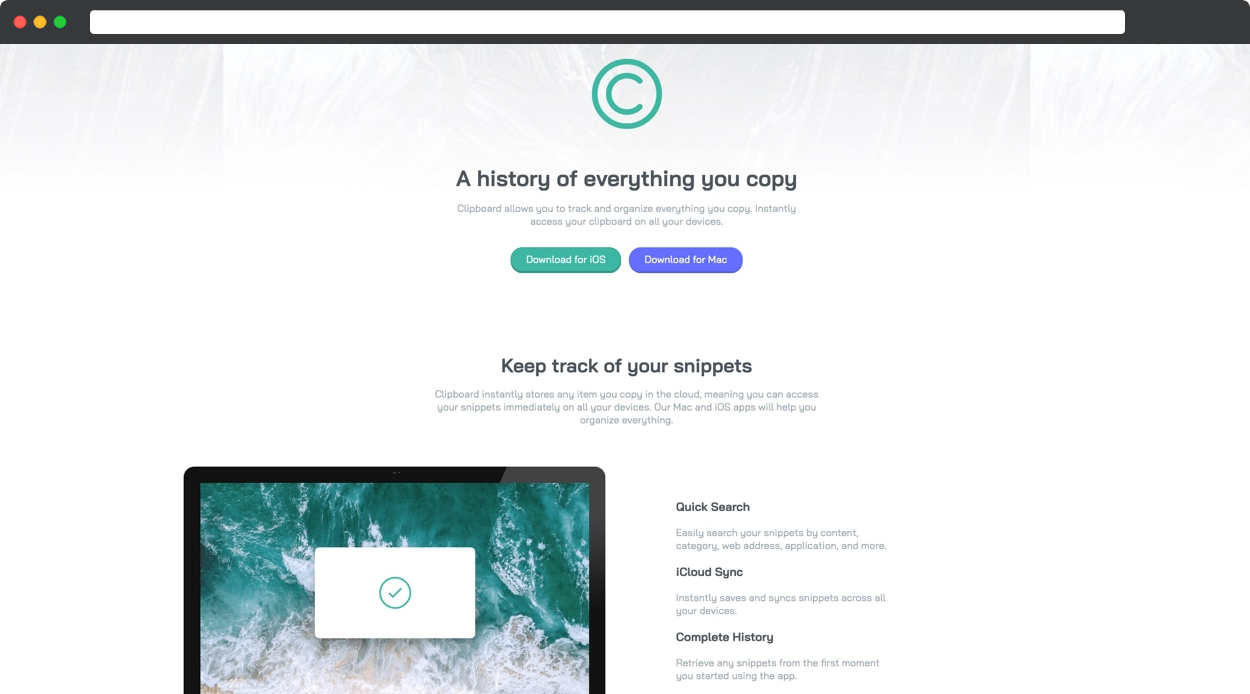 A history of everything you copy
Clipboard allows you to track and organize everything you copy. Instantly
access your clipboard on all your devices.
Download for iOS
Download for Mac
Keep track of your snippets
Clipboard instantly stores any item you copy in the cloud, meaning you can access
your snippets immediately on all your devices. Our Mac and iOS apps will help you
organize everything.
Quick Search
Easily search your snippets by content,
category, web address, application, and more.
iCloud Sync
Instantly saves and syncs snippets across all
your devices.
Complete History
Retrieve any snippets from the first moment
you started using the app.